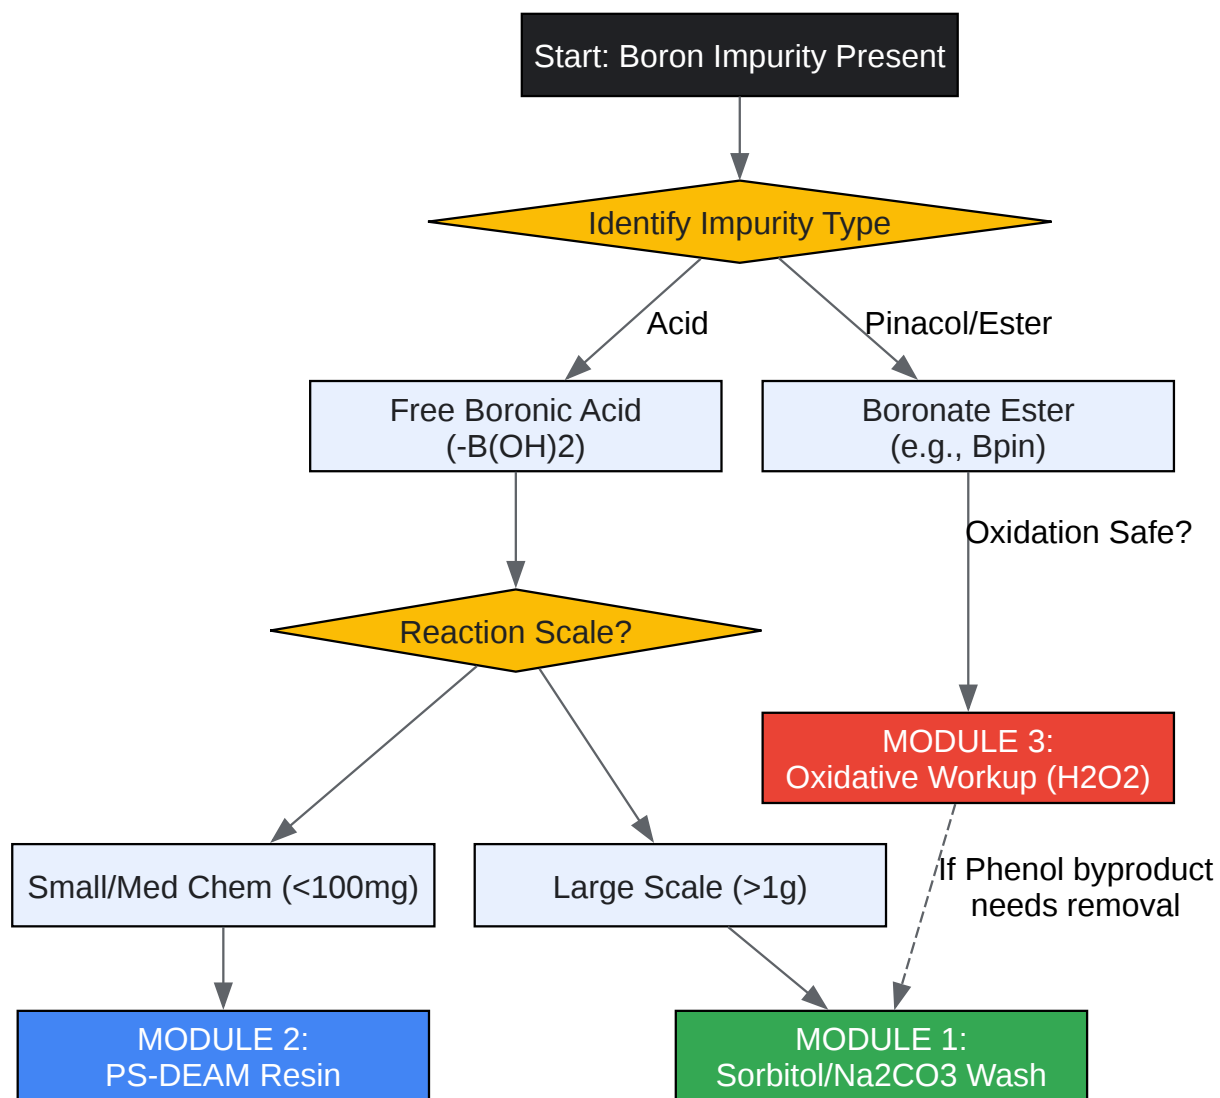 Start: Boron Impurity Present
Identify Impurity Type
Acid
Pinacol/Ester
Free Boronic Acid
(-B(OH)2)
Boronate Ester
(e.g., Bpin)
Oxidation Safe?
Reaction Scale?
MODULE 3:
Oxidative Workup (H2O2)
Small/Med Chem (<100mg)
Large Scale (>1g)
If Phenol byproduct
needs removal
MODULE 2:
PS-DEAM Resin
MODULE 1:
Sorbitol/Na2CO3 Wash